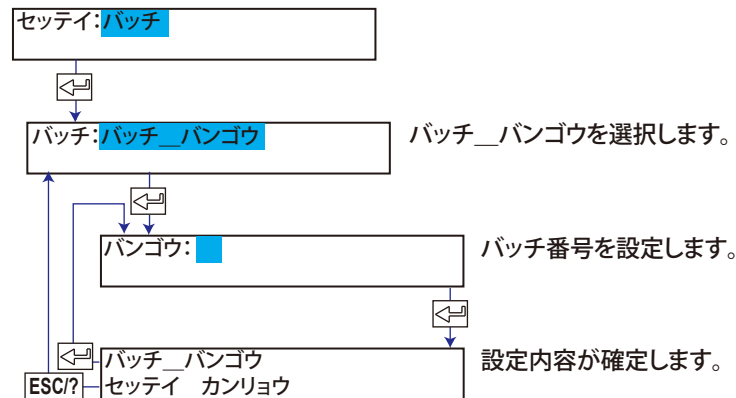 セッテイ:バッチ
バッチ:バッチ__バンゴウ
バッチ__バンゴウを選択します。
バンゴウ:
バッチ番号を設定します。
バッチ__バンゴウ
設定内容が確定します。
ESC/?
セッテイ カンリョウ